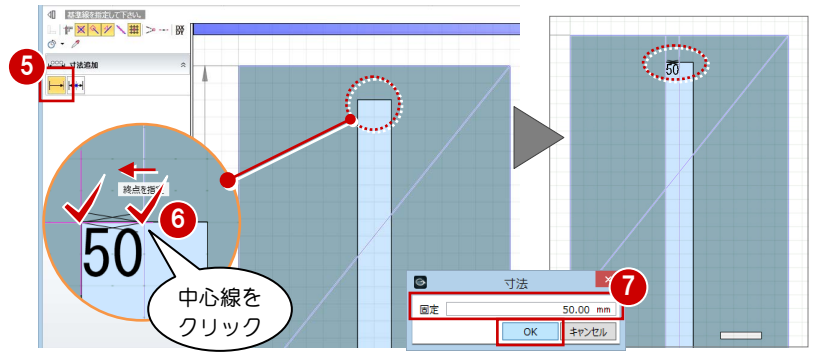 基準線を指定して下さい。
5
寸法追加
終点を指定
6
50
中心線を
クリック
50
寸法
7
固定 50.00 mm
OK キャンセル